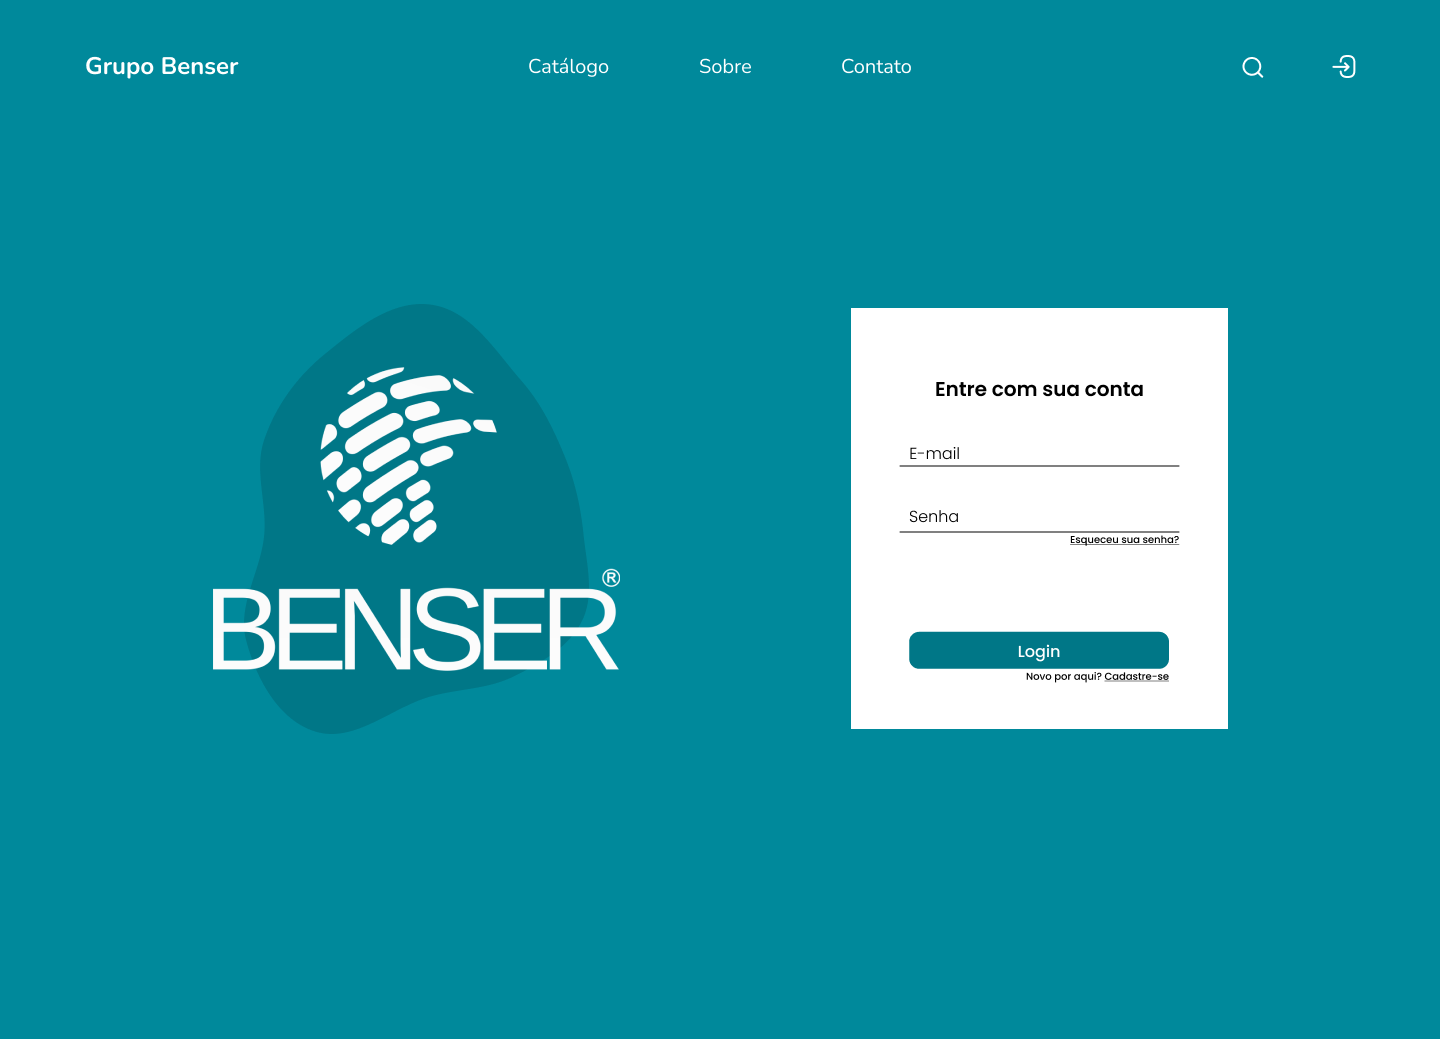 Grupo Benser
Catálogo
Sobre
Contato
BENSER®
Entre com sua conta
E-mail
Senha
Esqueceu sua senha?
Login
Novo por aqui? Cadastre-se